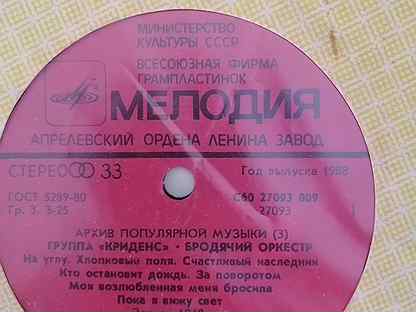 МИНИСТЕРСТВО
КУЛЬТУРЫ СССР
ВСЕСОЮЗНАЯ ФИРМА
ГРАМПЛАСТИНОК
МЕЛОДИЯ
АПРЕЛЕВСКИЙ ОРДЕНА ЛЕНИНА ЗАВОД
СТЕРЕО 33
Год выпуска 1988
ГОСТ 5289-80
С60 27093 009
Гр. 3. 3-25
27093
1
АРХИВ ПОПУЛЯРНОЙ МУЗЫКИ (3)
ГРУППА «КРИДЕНС» · БРОДЯЧИЙ ОРКЕСТР
На углу. Хлопковые поля. Счастливый наследник
Кто остановит дождь. За поворотом
Моя возлюбленная меня бросила
Пока я вижу свет